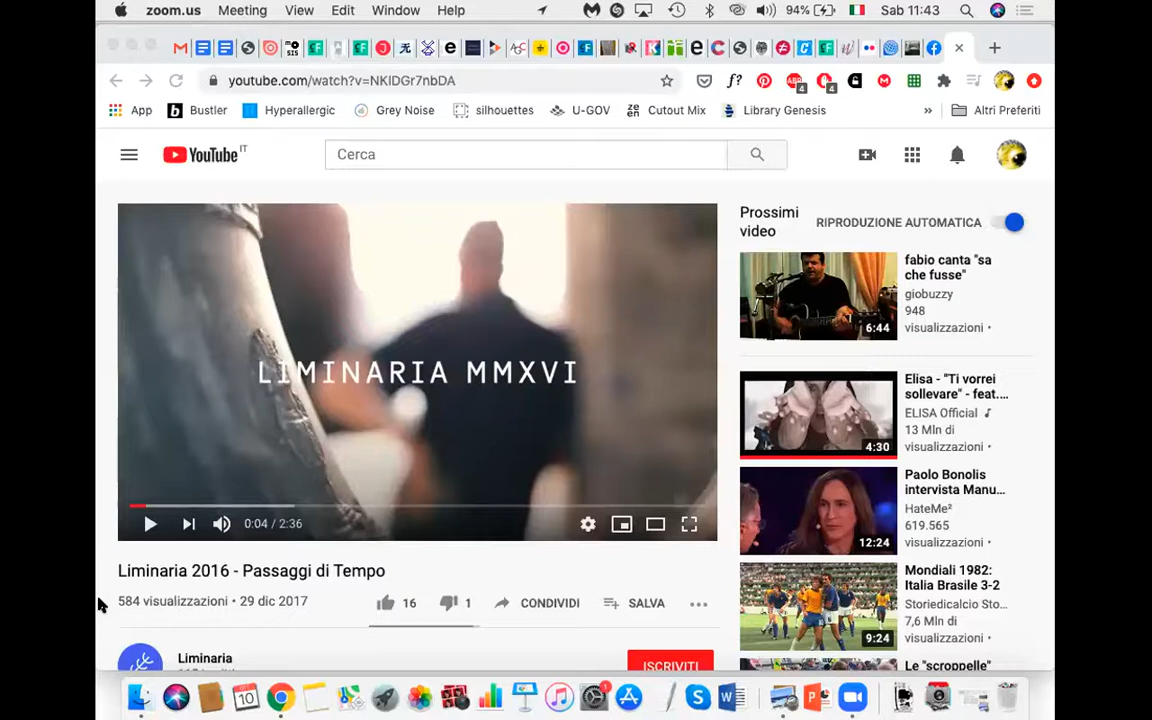 zoom.us Meeting View Edit Window Help 94% Sab 11:43
youtube.com/watch?v=NKlDGr7nbDA
App Bustler Hyperallergic Grey Noise silhouettes U-GOV Cutout Mix Library Genesis » Altri Preferiti
YouTube IT Cerca
LIMINARIA MMXVI
0:04 / 2:36
Liminaria 2016 - Passaggi di Tempo
584 visualizzazioni • 29 dic 2017
16 1 CONDIVIDI SALVA
Liminaria
ISCRIVITI
Prossimi
video
RIPRODUZIONE AUTOMATICA
fabio canta "sa
che fusse"
giobuzzy
948
visualizzazioni •
6:44
Elisa - "Ti vorrei
sollevare" - feat....
ELISA Official
13 Mln di
visualizzazioni •
4:30
Paolo Bonolis
intervista Manu...
HateMe²
619.565
visualizzazioni •
12:24
Mondiali 1982:
Italia Brasile 3-2
Storiedicalcio Sto...
7,6 Mln di
visualizzazioni •
9:24
Le "scroppelle"